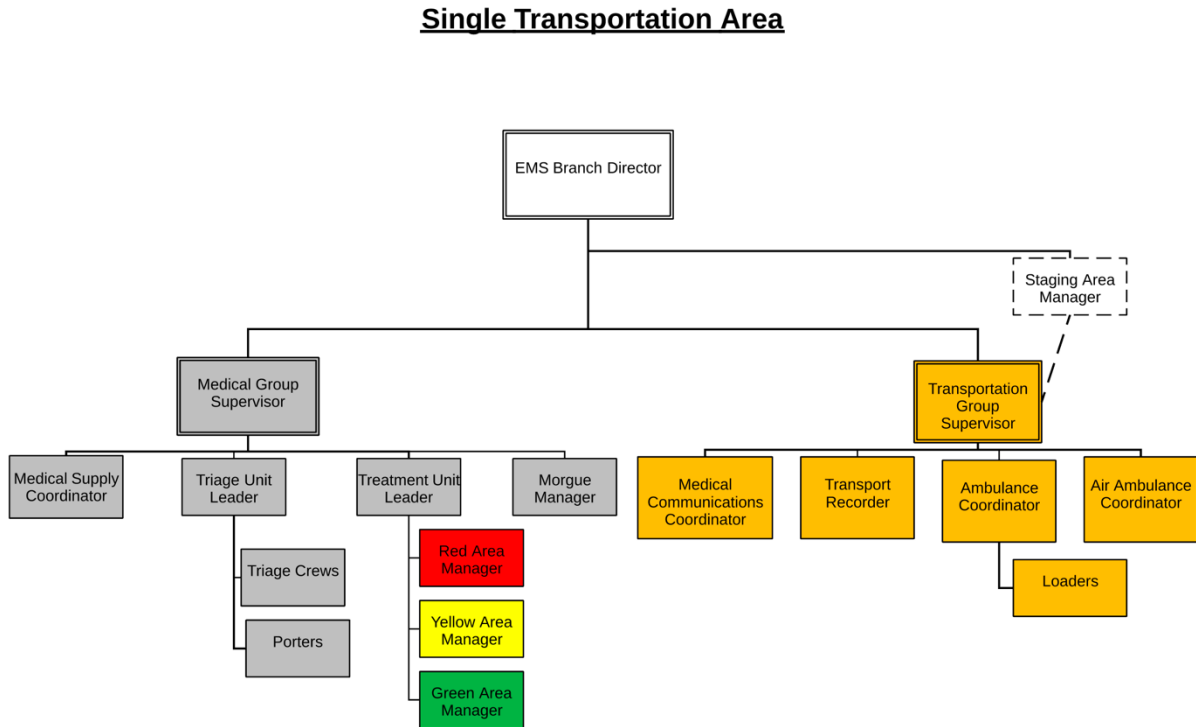 Single Transportation Area
EMS Branch Director
Staging Area
Manager
Medical Group
Supervisor
Transportation
Group
Supervisor
Medical Supply
Coordinator
Triage Unit
Leader
Treatment Unit
Leader
Morgue
Manager
Medical
Communications
Coordinator
Transport
Recorder
Ambulance
Coordinator
Air Ambulance
Coordinator
Triage Crews
Porters
Red Area
Manager
Yellow Area
Manager
Green Area
Manager
Loaders